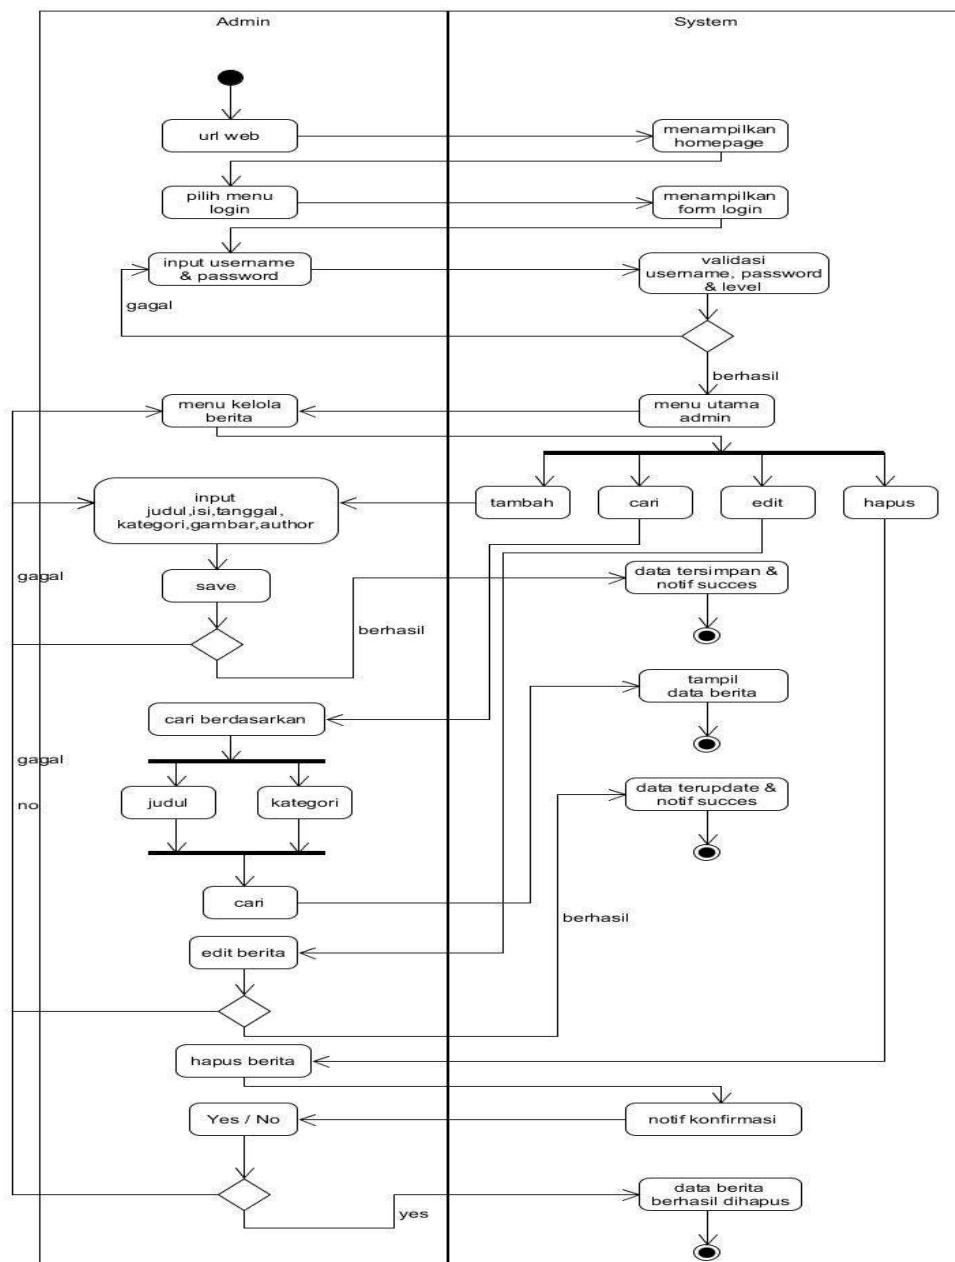 Admin
System
url web
menampilkan
homepage
pilih menu
login
menampilkan
form login
input username
& password
validasi
username, password
& level
gagal
berhasil
menu kelola
berita
menu utama
admin
input
judul,isi,tanggal,
kategori,gambar,author
tambah
cari
edit
hapus
gagal
save
data tersimpan &
notif succes
berhasil
tampil
data berita
cari berdasarkan
gagal
no
judul
kategori
data terupdate &
notif succes
cari
berhasil
edit berita
hapus berita
Yes / No
notif konfirmasi
data berita
berhasil dihapus
yes